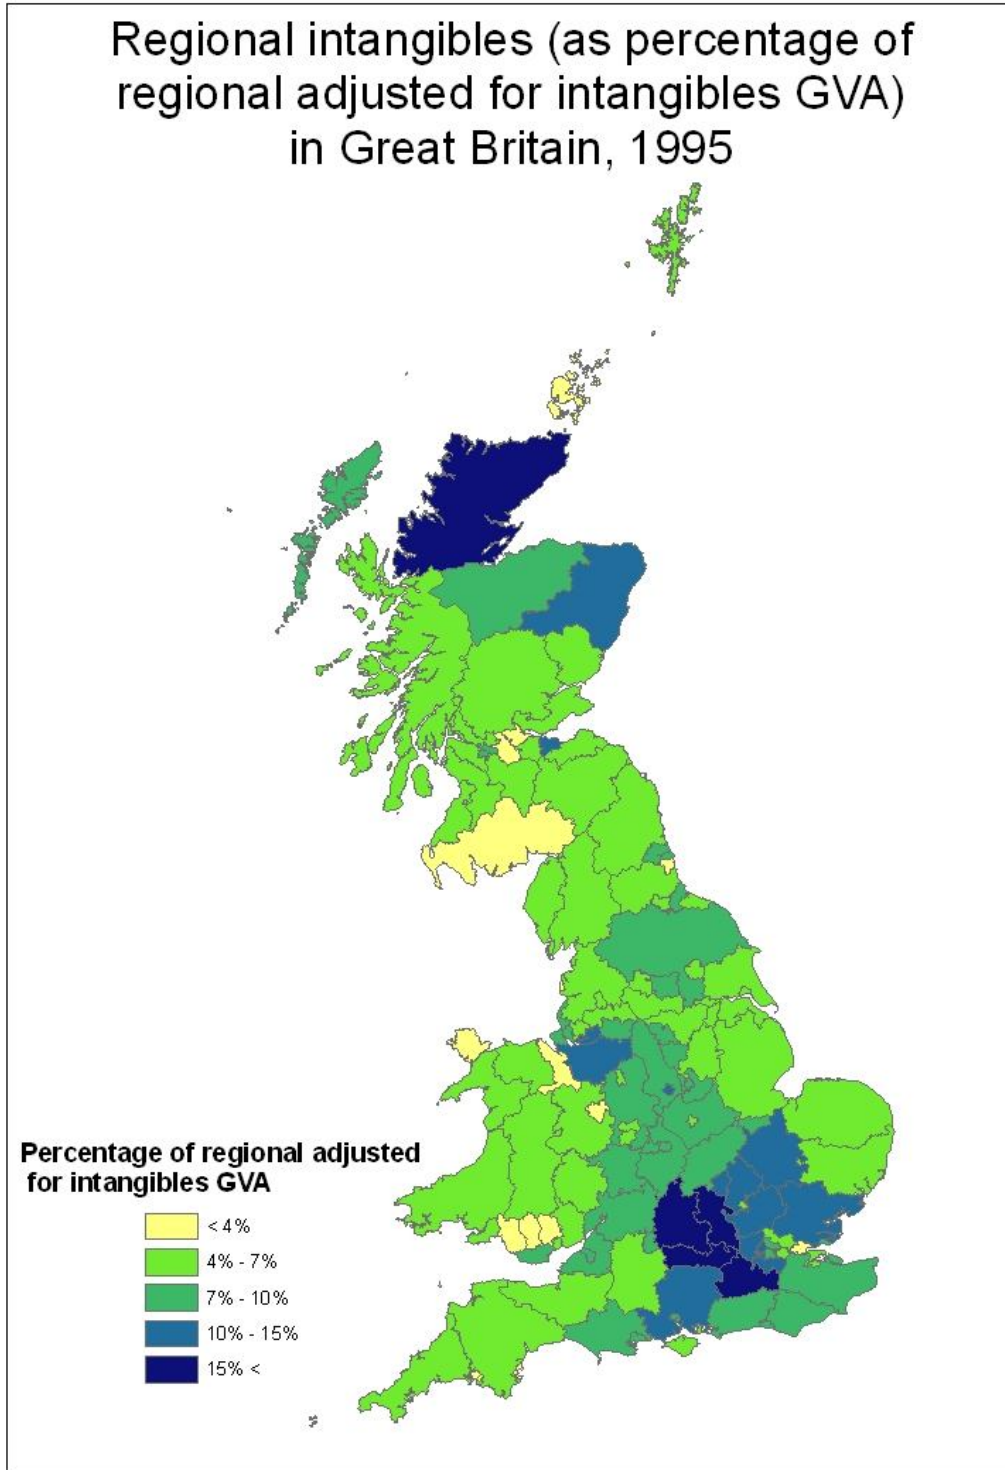 Regional intangibles (as percentage of
regional adjusted for intangibles GVA)
in Great Britain, 1995
Percentage of regional adjusted
for intangibles GVA
< 4%
4% - 7%
7% - 10%
10% - 15%
15% <